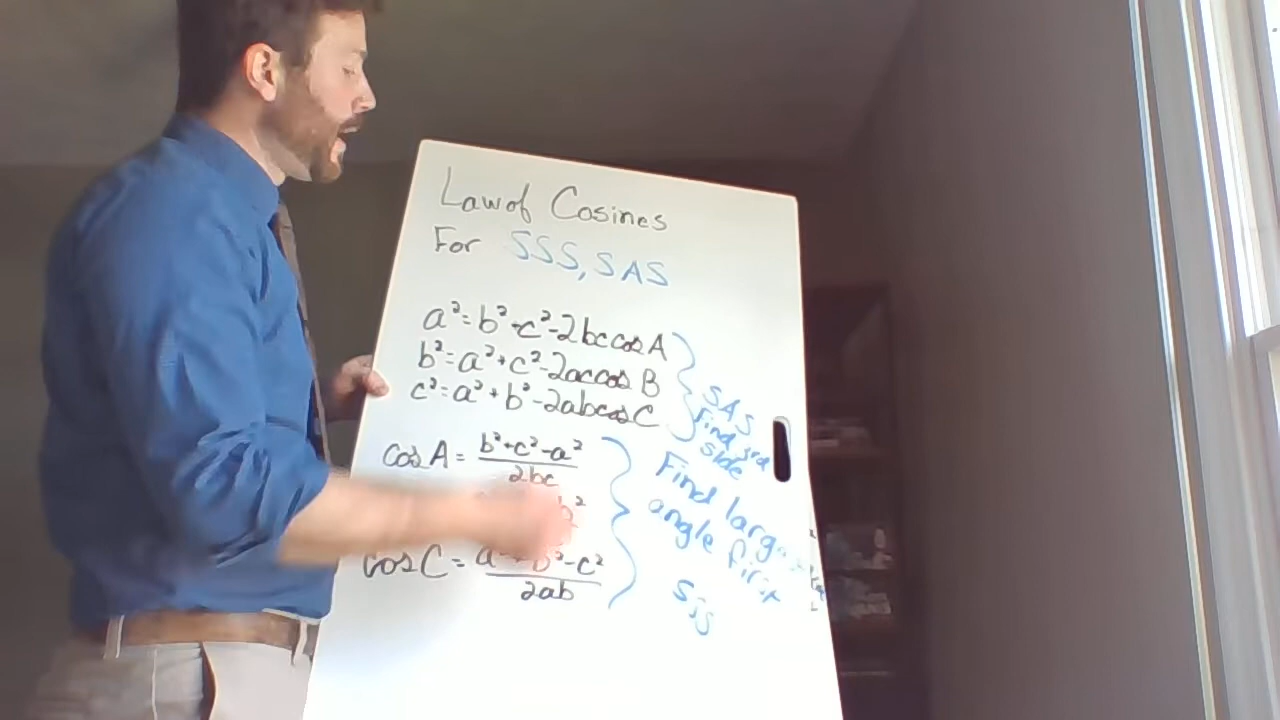 Law of Cosines
For SSS, SAS
a²=b²+c²-2bccosA
b²=a²+c²-2accosB
c²=a²+b²-2abcosC
SAS
Find 3rd
side
cosA = b²+c²-a² / 2bc
b²
cosC = a²+b²-c² / 2ab
Find
angle first
SSS